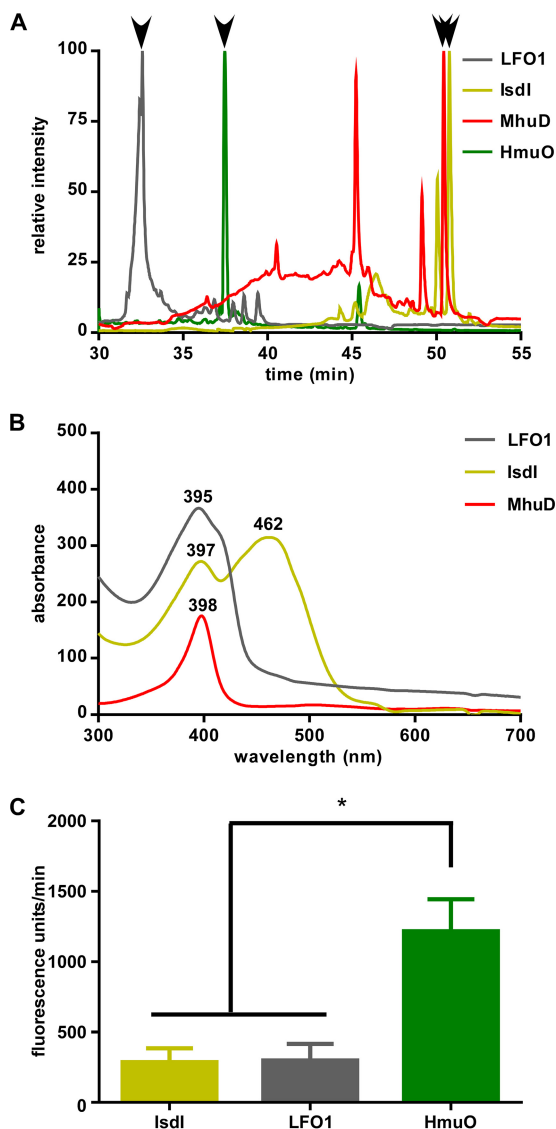 A
relative intensity
100
75
50
25
0
30 35 40 45 50 55
time (min)
LFO1
IsdI
MhuD
HmuO
B
absorbance
500
400
300
200
100
0
300 400 500 600 700
wavelength (nm)
395
397
398
462
LFO1
IsdI
MhuD
C
fluorescence units/min
2000
1500
1000
500
0
*
IsdI LFO1 HmuO